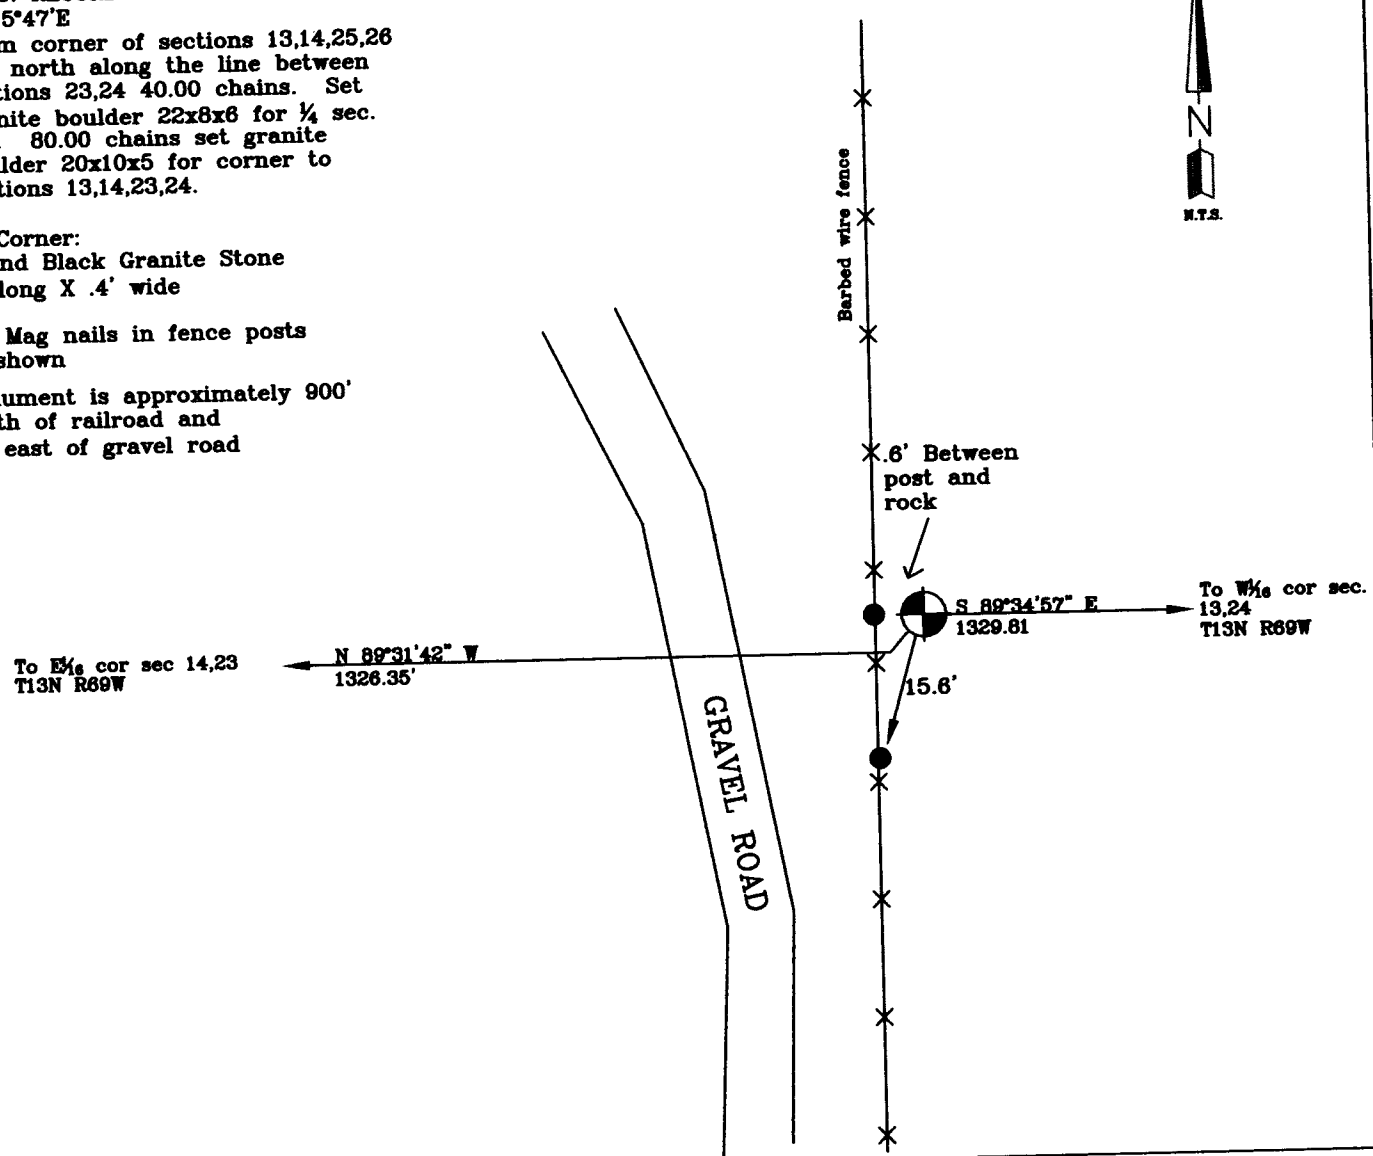 5°47'E
m corner of sections 13,14,25,26
north along the line between
tions 23,24 40.00 chains. Set
nite boulder 22x8x6 for ¼ sec.
80.00 chains set granite
lder 20x10x5 for corner to
tions 13,14,23,24.
Corner:
nd Black Granite Stone
long X .4' wide
Mag nails in fence posts
shown
ument is approximately 900'
th of railroad and
east of gravel road
Barbed wire fence
N
N.T.S.
.6' Between
post and
rock
S 89°34'57" E
1329.81
To W1/16 cor sec.
13,24
T13N R69W
To E1/16 cor sec 14,23
T13N R69W
N 89°31'42" W
1326.35'
15.6'
GRAVEL ROAD